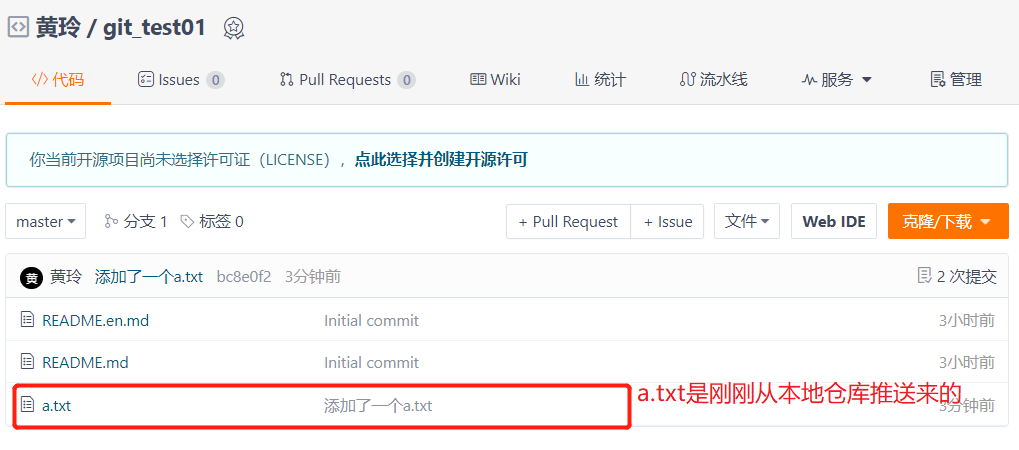 黄玲 / git_test01
代码 Issues 0 Pull Requests 0 Wiki 统计 流水线 服务 管理
你当前开源项目尚未选择许可证（LICENSE），点此选择并创建开源许可
master 分支 1 标签 0 + Pull Request + Issue 文件 Web IDE 克隆/下载
黄 黄玲 添加了一个a.txt bc8e0f2 3分钟前 2 次提交
README.en.md Initial commit 3小时前
README.md Initial commit 3小时前
a.txt 添加了一个a.txt 3分钟前
a.txt是刚刚从本地仓库推送来的